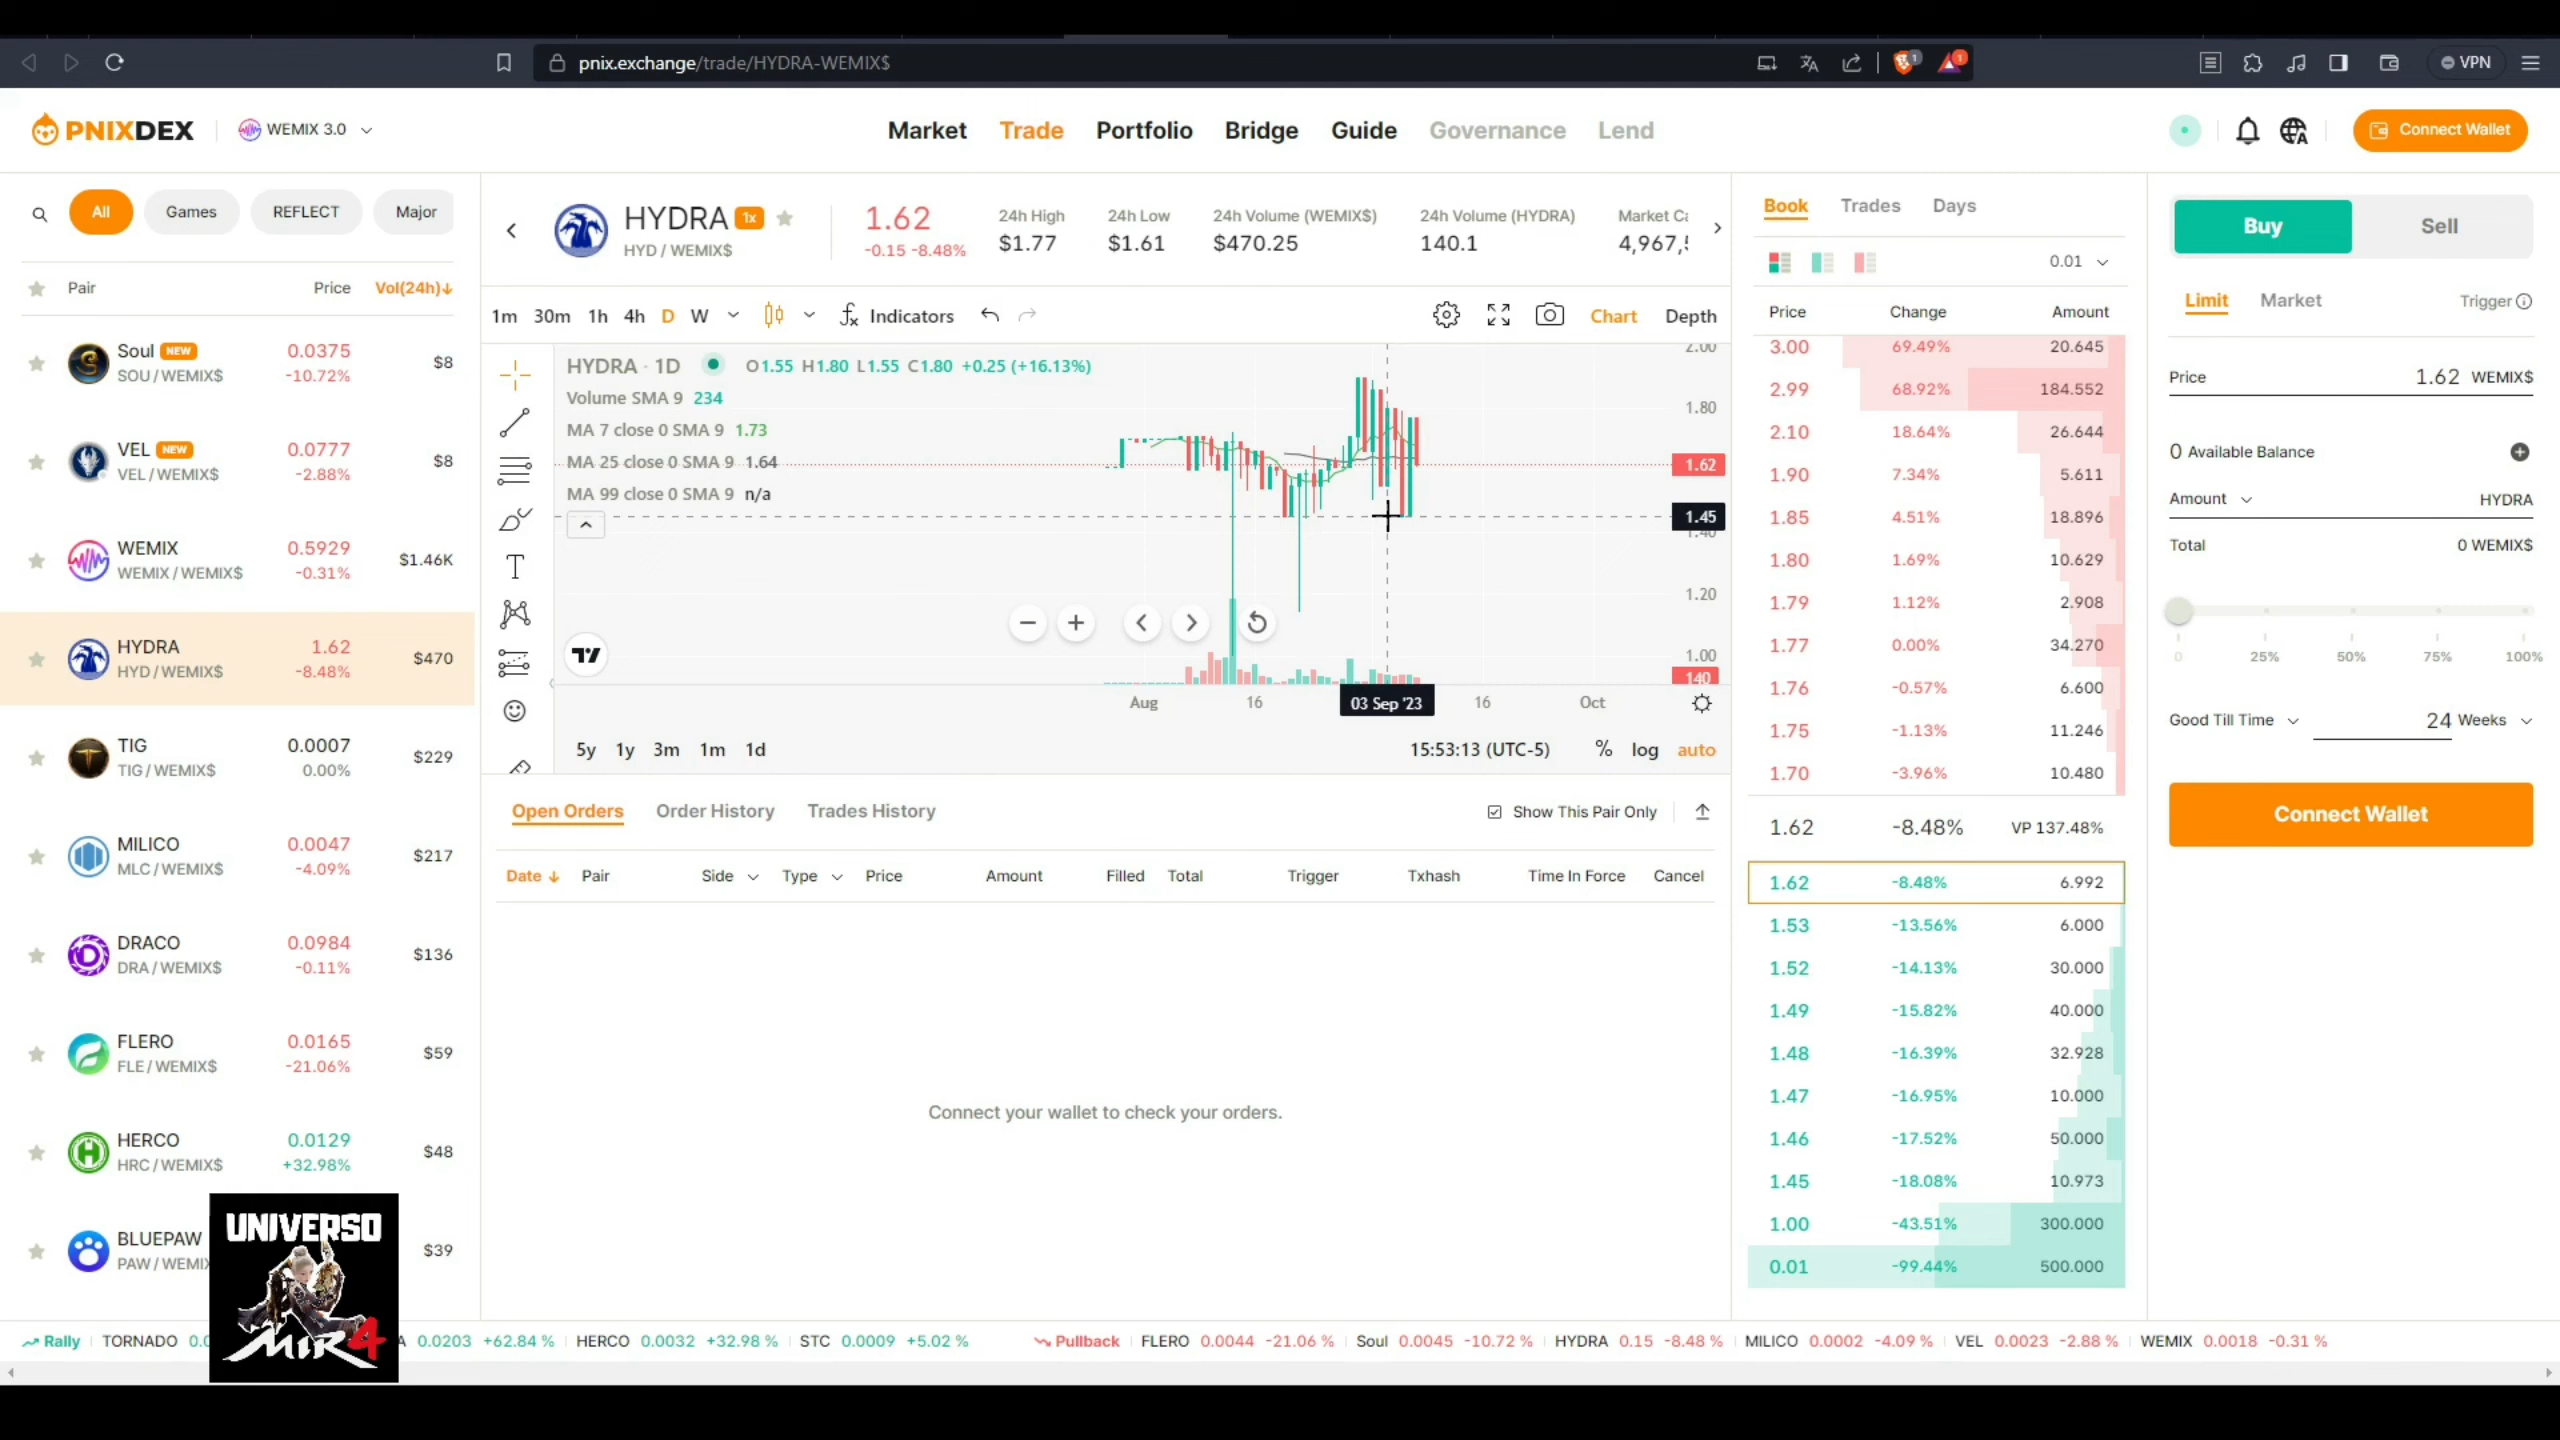 pnix.exchange/trade/HYDRA-WEMIX$
1
1
VPN
PNIXDEX
WEMIX 3.0
Market Trade Portfolio Bridge Guide Governance Lend
Connect Wallet
All Games REFLECT Major
Pair Price Vol(24h)↓
Soul NEW 0.0375 $8
SOU / WEMIX$ -10.72%
VEL NEW 0.0777 $8
VEL / WEMIX$ -2.88%
WEMIX 0.5929 $1.46K
WEMIX / WEMIX$ -0.31%
HYDRA 1.62 $470
HYD / WEMIX$ -8.48%
TIG 0.0007 $229
TIG / WEMIX$ 0.00%
MILICO 0.0047 $217
MLC / WEMIX$ -4.09%
DRACO 0.0984 $136
DRA / WEMIX$ -0.11%
FLERO 0.0165 $59
FLE / WEMIX$ -21.06%
HERCO 0.0129 $48
HRC / WEMIX$ +32.98%
BLUEPAW $39
PAW / WEMIX
HYDRA 1x
HYD / WEMIX$
1.62
-0.15 -8.48%
24h High
$1.77
24h Low
$1.61
24h Volume (WEMIX$)
$470.25
24h Volume (HYDRA)
140.1
Market
4,967,
1m 30m 1h 4h D W Indicators Chart Depth
HYDRA · 1D O1.55 H1.80 L1.55 C1.80 +0.25 (+16.13%)
Volume SMA 9 234
MA 7 close 0 SMA 9 1.73
MA 25 close 0 SMA 9 1.64
MA 99 close 0 SMA 9 n/a
2.00
1.80
1.62
1.45
1.40
1.20
1.00
140
Aug 16 03 Sep '23 16 Oct
5y 1y 3m 1m 1d 15:53:13 (UTC-5) % log auto
Open Orders Order History Trades History Show This Pair Only
Date ↓ Pair Side Type Price Amount Filled Total Trigger Txhash Time In Force Cancel
Connect your wallet to check your orders.
Book Trades Days
0.01
Price Change Amount
3.00 69.49% 20.645
2.99 68.92% 184.552
2.10 18.64% 26.644
1.90 7.34% 5.611
1.85 4.51% 18.896
1.80 1.69% 10.629
1.79 1.12% 2.908
1.77 0.00% 34.270
1.76 -0.57% 6.600
1.75 -1.13% 11.246
1.70 -3.96% 10.480
1.62 -8.48% VP 137.48%
1.62 -8.48% 6.992
1.53 -13.56% 6.000
1.52 -14.13% 30.000
1.49 -15.82% 40.000
1.48 -16.39% 32.928
1.47 -16.95% 10.000
1.46 -17.52% 50.000
1.45 -18.08% 10.973
1.00 -43.51% 300.000
0.01 -99.44% 500.000
Buy Sell
Limit Market Trigger
Price 1.62 WEMIX$
0 Available Balance
Amount HYDRA
Total 0 WEMIX$
0 25% 50% 75% 100%
Good Till Time 24 Weeks
Connect Wallet
UNIVERSO
MIR4
Rally TORNADO 0.0 A 0.0203 +62.84 % HERCO 0.0032 +32.98 % STC 0.0009 +5.02 % Pullback FLERO 0.0044 -21.06 % Soul 0.0045 -10.72 % HYDRA 0.15 -8.48 % MILICO 0.0002 -4.09 % VEL 0.0023 -2.88 % WEMIX 0.0018 -0.31 %